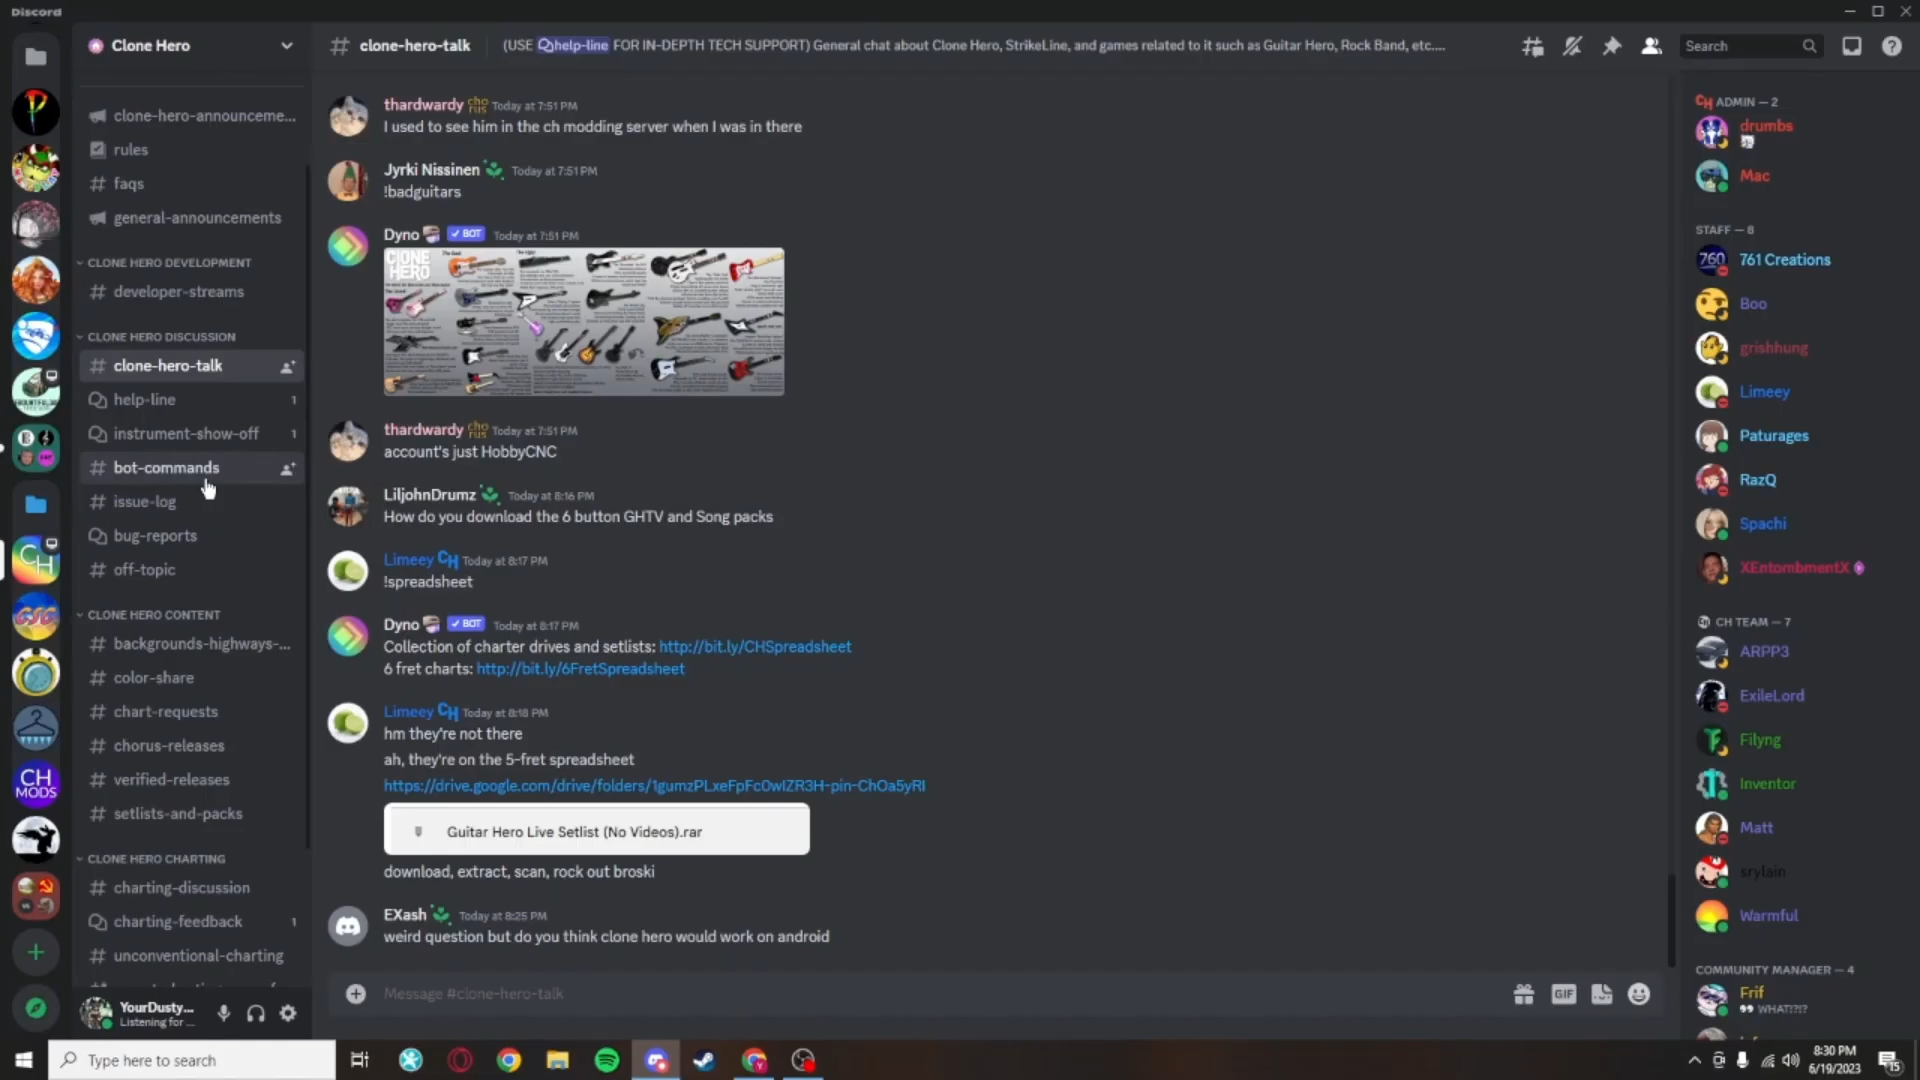 Discord
Clone Hero
clone-hero-announceme...
rules
faqs
general-announcements
CLONE HERO DEVELOPMENT
developer-streams
CLONE HERO DISCUSSION
clone-hero-talk
help-line 1
instrument-show-off 1
bot-commands
issue-log
bug-reports
off-topic
CLONE HERO CONTENT
backgrounds-highways-...
color-share
chart-requests
chorus-releases
verified-releases
setlists-and-packs
CLONE HERO CHARTING
charting-discussion
charting-feedback 1
unconventional-charting
YourDusty...
Listening for ...
CH
CH
MODS
clone-hero-talk
(USE help-line FOR IN-DEPTH TECH SUPPORT) General chat about Clone Hero, StrikeLine, and games related to it such as Guitar Hero, Rock Band, etc....
Search
thardwardy chorus Today at 7:51 PM
I used to see him in the ch modding server when I was in there
Jyrki Nissinen Today at 7:51 PM
!badguitars
Dyno BOT Today at 7:51 PM
CLONE
HERO
thardwardy chorus Today at 7:51 PM
account's just HobbyCNC
LiljohnDrumz Today at 8:16 PM
How do you download the 6 button GHTV and Song packs
Limeey CH Today at 8:17 PM
!spreadsheet
Dyno BOT Today at 8:17 PM
Collection of charter drives and setlists: http://bit.ly/CHSpreadsheet
6 fret charts: http://bit.ly/6FretSpreadsheet
Limeey CH Today at 8:18 PM
hm they're not there
ah, they're on the 5-fret spreadsheet
https://drive.google.com/drive/folders/1gumzPLxeFpFc0wIZR3H-pin-ChOa5yRI
Guitar Hero Live Setlist (No Videos).rar
download, extract, scan, rock out broski
EXash Today at 8:25 PM
weird question but do you think clone hero would work on android
Message #clone-hero-talk
GIF
CH ADMIN — 2
drumbs
Mac
STAFF — 8
760 761 Creations
Boo
grishhung
Limeey
Paturages
RazQ
Spachi
XEntombmentX
CH TEAM — 7
ARPP3
ExileLord
Filyng
Inventor
Matt
srylain
Warmful
COMMUNITY MANAGER — 4
Frif
WHAT?!?!
Type here to search
8:30 PM
6/19/2023
15